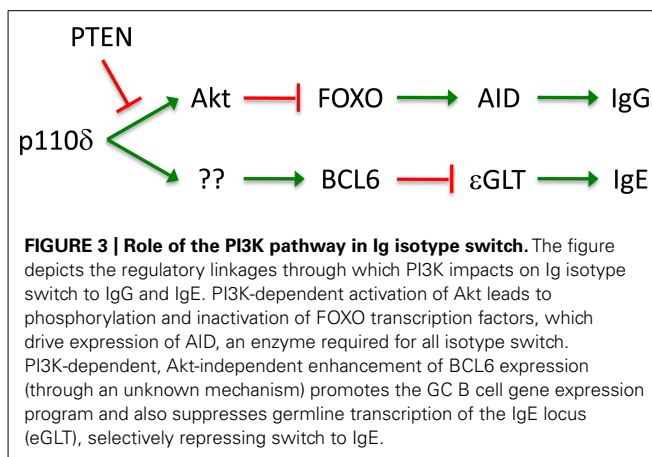 PTEN
Akt FOXO AID IgG
p110δ
?? BCL6 εGLT IgE
FIGURE 3 | Role of the PI3K pathway in Ig isotype switch. The figure
depicts the regulatory linkages through which PI3K impacts on Ig isotype
switch to IgG and IgE. PI3K-dependent activation of Akt leads to
phosphorylation and inactivation of FOXO transcription factors, which
drive expression of AID, an enzyme required for all isotype switch.
PI3K-dependent, Akt-independent enhancement of BCL6 expression
(through an unknown mechanism) promotes the GC B cell gene expression
program and also suppresses germline transcription of the IgE locus
(eGLT), selectively repressing switch to IgE.